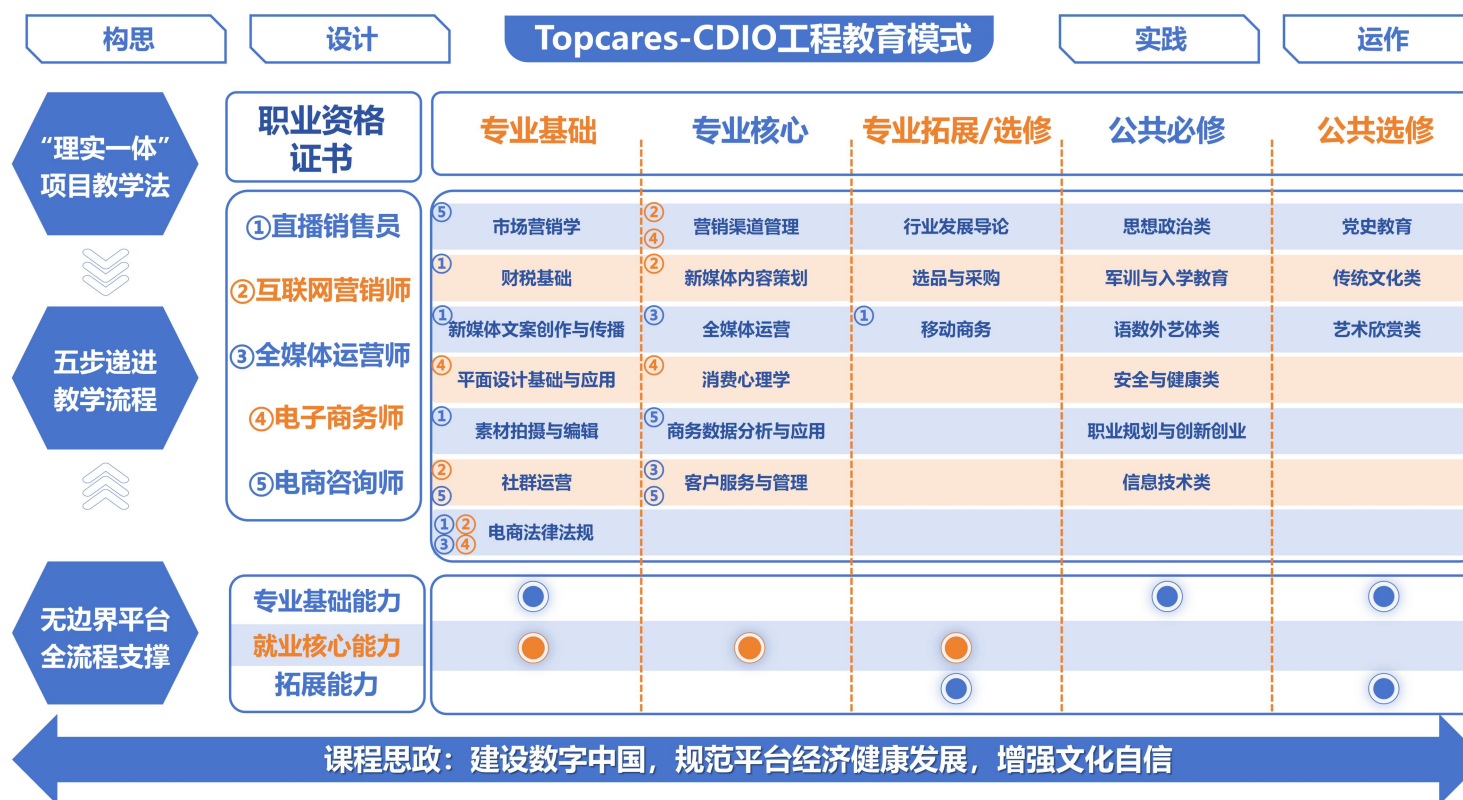 构思
设计
Topcares-CDIO工程教育模式
实践
运作
“理实一体”
项目教学法
五步递进
教学流程
无边界平台
全流程支撑
职业资格
证书
①直播销售员
②互联网营销师
③全媒体运营师
④电子商务师
⑤电商咨询师
专业基础 专业核心 专业拓展/选修 公共必修 公共选修
⑤ 市场营销学 ②④ 营销渠道管理 行业发展导论 思想政治类 党史教育
① 财税基础 ② 新媒体内容策划 选品与采购 军训与入学教育 传统文化类
① 新媒体文案创作与传播 ③ 全媒体运营 ① 移动商务 语数外艺体类 艺术欣赏类
④ 平面设计基础与应用 ④ 消费心理学 安全与健康类
① 素材拍摄与编辑 ⑤ 商务数据分析与应用 职业规划与创新创业
②⑤ 社群运营 ③⑤ 客户服务与管理 信息技术类
①②③④ 电商法律法规
专业基础能力
就业核心能力
拓展能力
课程思政：建设数字中国，规范平台经济健康发展，增强文化自信